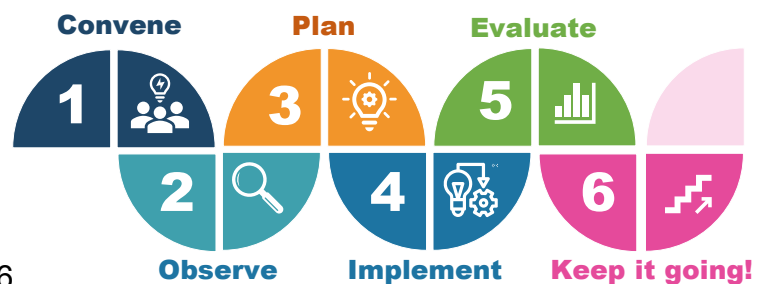 Convene
Plan
Evaluate
1
3
5
2
4
6
6
Observe
Implement
Keep it going!